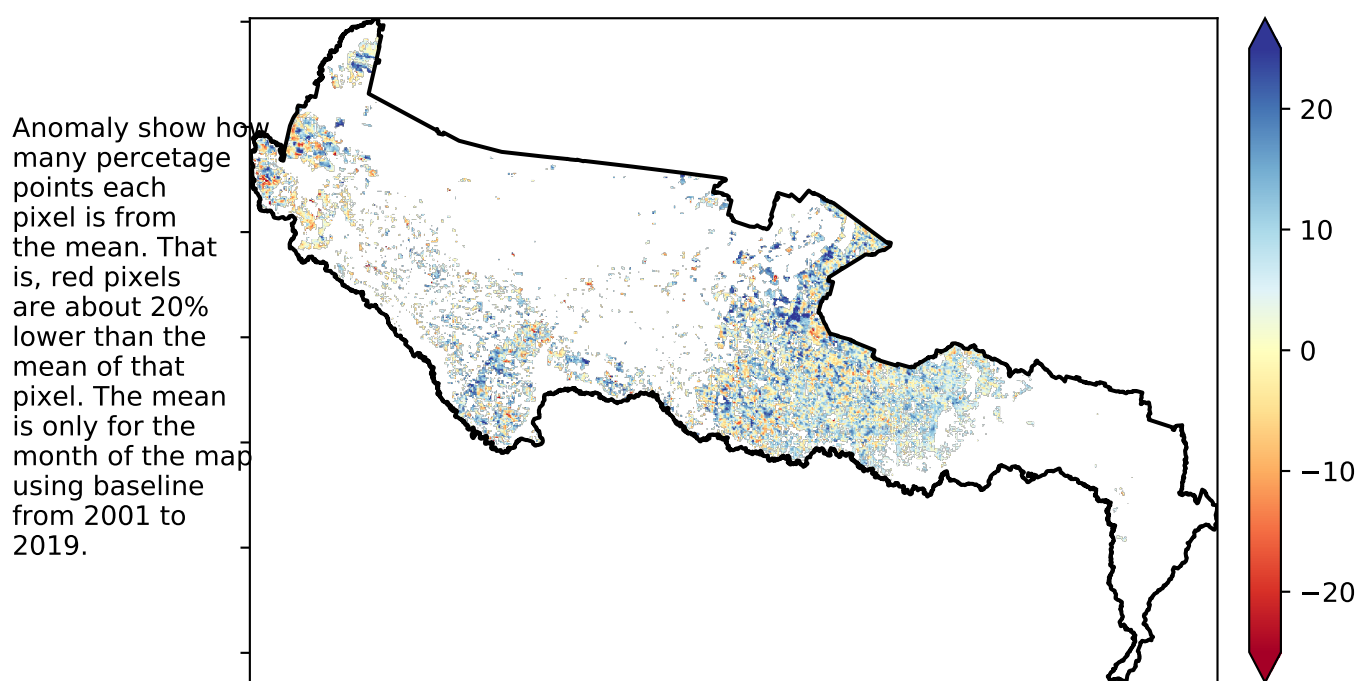 Anomaly show how
many percetage
points each
pixel is from
the mean. That
is, red pixels
are about 20%
lower than the
mean of that
pixel. The mean
is only for the
month of the map
using baseline
from 2001 to
2019.
20
10
0
−10
−20